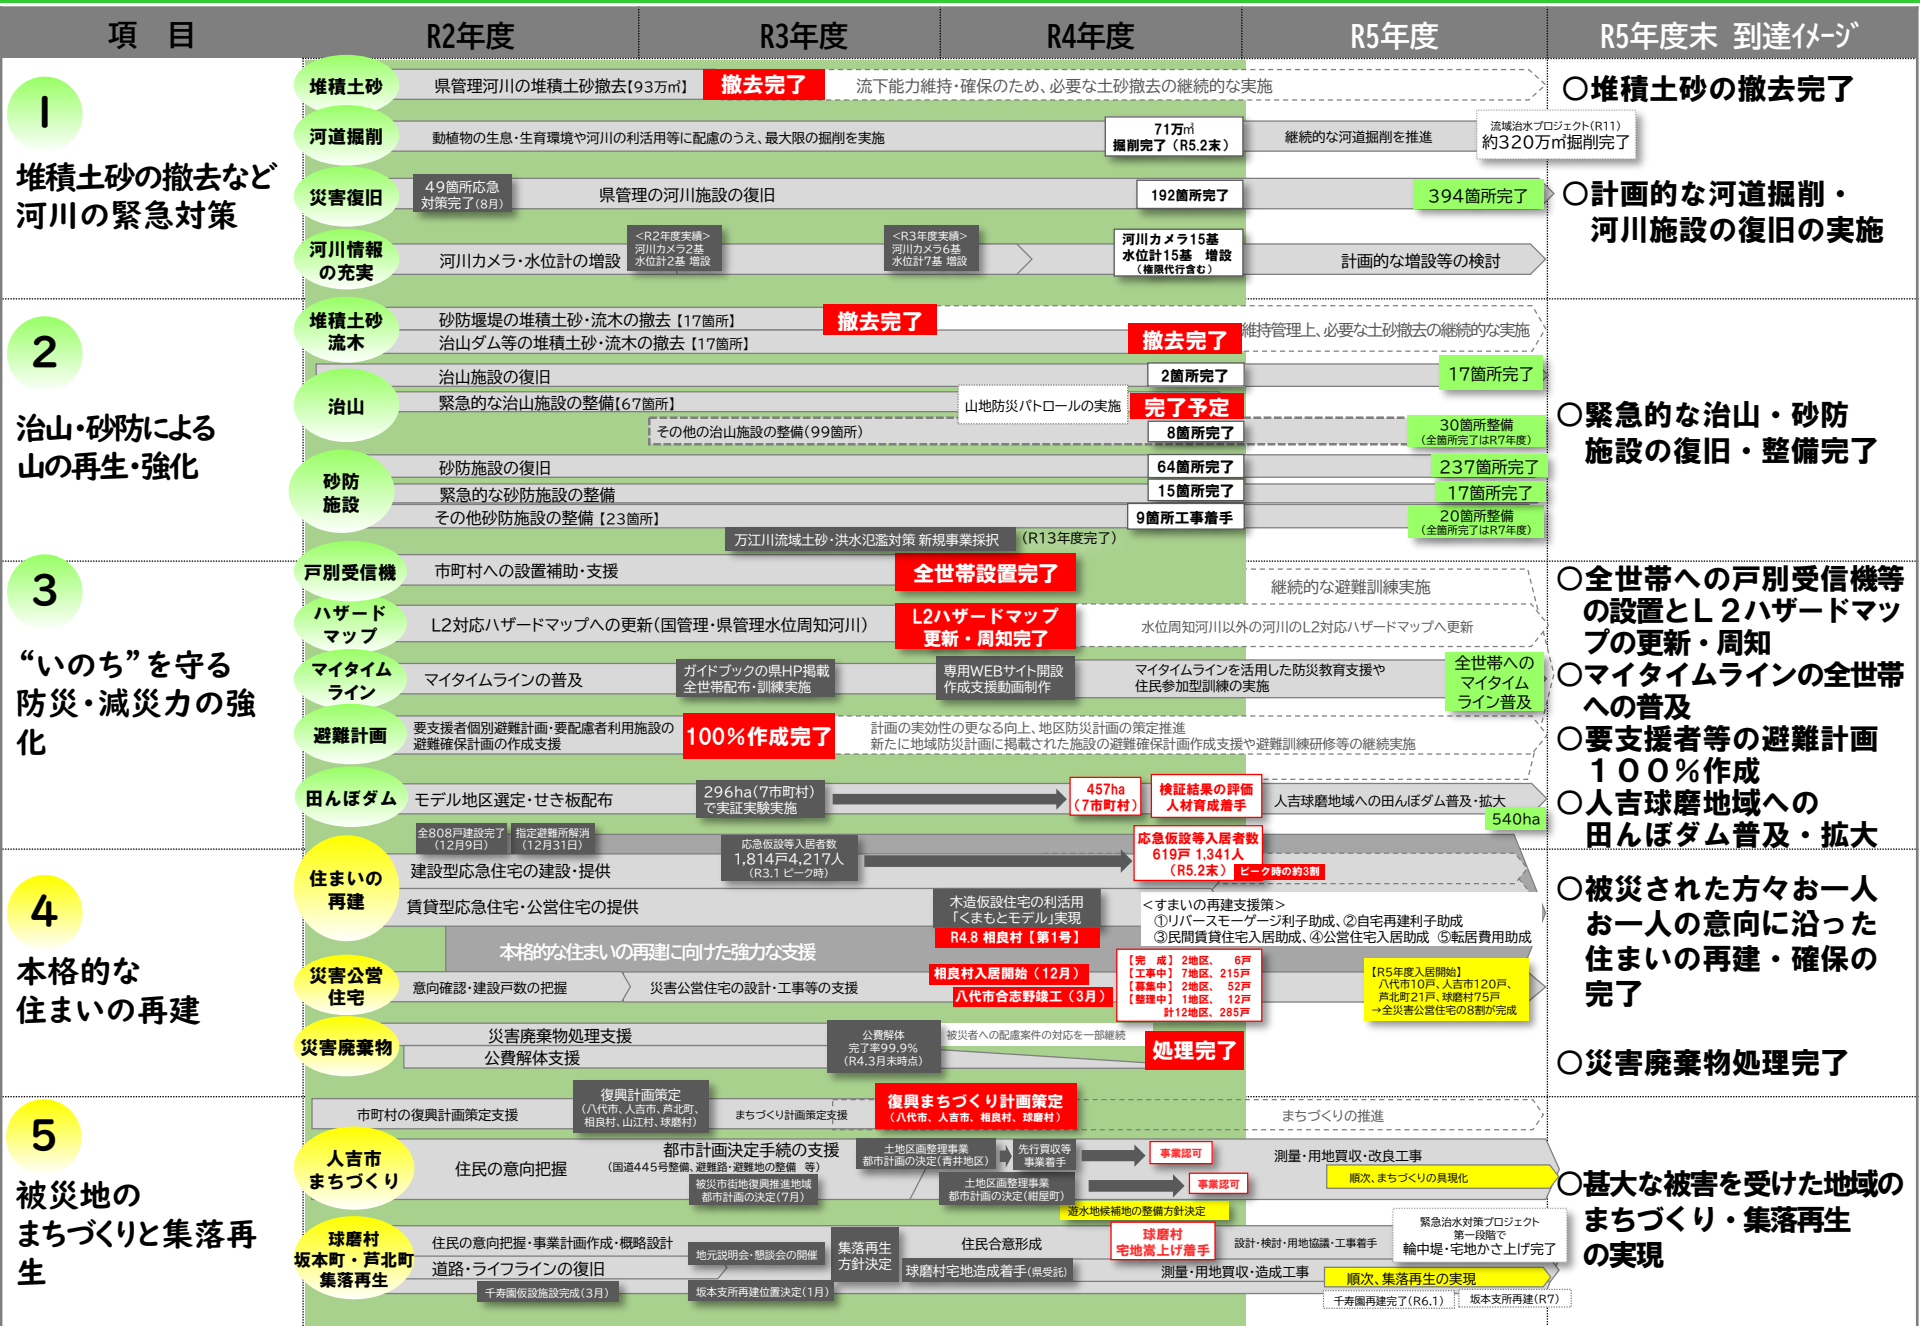 項 目
R2年度
R3年度
R4年度
R5年度
R5年度末 到達イメージ
1
堆積土砂の撤去など
河川の緊急対策
堆積土砂
県管理河川の堆積土砂撤去【93万㎥】
撤去完了
流下能力維持・確保のため、必要な土砂撤去の継続的な実施
河道掘削
動植物の生息・生育環境や河川の利活用等に配慮のうえ、最大限の掘削を実施
71万㎥
掘削完了（R5.2末）
継続的な河道掘削を推進
流域治水プロジェクト(R11)
約320万㎥掘削完了
災害復旧
49箇所応急
対策完了(8月)
県管理の河川施設の復旧
192箇所完了
394箇所完了
河川情報
の充実
河川カメラ・水位計の増設
<R2年度実績>
河川カメラ2基
水位計2基 増設
<R3年度実績>
河川カメラ6基
水位計7基 増設
河川カメラ15基
水位計15基 増設
（権限代行含む）
計画的な増設等の検討
○堆積土砂の撤去完了
○計画的な河道掘削・
河川施設の復旧の実施
2
治山・砂防による
山の再生・強化
堆積土砂
流木
砂防堰堤の堆積土砂・流木の撤去【17箇所】
撤去完了
治山ダム等の堆積土砂・流木の撤去【17箇所】
撤去完了
維持管理上、必要な土砂撤去の継続的な実施
治山
治山施設の復旧
2箇所完了
17箇所完了
緊急的な治山施設の整備【67箇所】
山地防災パトロールの実施
完了予定
その他の治山施設の整備(99箇所)
8箇所完了
30箇所整備
(全箇所完了はR7年度)
砂防
施設
砂防施設の復旧
64箇所完了
237箇所完了
緊急的な砂防施設の整備
15箇所完了
17箇所完了
その他砂防施設の整備【23箇所】
9箇所工事着手
20箇所整備
(全箇所完了はR7年度)
万江川流域土砂・洪水氾濫対策 新規事業採択
(R13年度完了)
○緊急的な治山・砂防
施設の復旧・整備完了
3
“いのち”を守る
防災・減災力の強
化
戸別受信機
市町村への設置補助・支援
全世帯設置完了
継続的な避難訓練実施
ハザード
マップ
L2対応ハザードマップへの更新(国管理・県管理水位周知河川)
L2ハザードマップ
更新・周知完了
水位周知河川以外の河川のL2対応ハザードマップへ更新
マイタイム
ライン
マイタイムラインの普及
ガイドブックの県HP掲載
全世帯配布・訓練実施
専用WEBサイト開設
作成支援動画制作
マイタイムラインを活用した防災教育支援や
住民参加型訓練の実施
全世帯への
マイタイム
ライン普及
避難計画
要支援者個別避難計画・要配慮者利用施設の
避難確保計画の作成支援
100%作成完了
計画の実効性の更なる向上、地区防災計画の策定推進
新たに地域防災計画に掲載された施設の避難確保計画作成支援や避難訓練研修等の継続実施
田んぼダム
モデル地区選定・せき板配布
296ha(7市町村)
で実証実験実施
457ha
(7市町村)
検証結果の評価
人材育成着手
人吉球磨地域への田んぼダム普及・拡大
540ha
○全世帯への戸別受信機等
の設置とL２ハザードマッ
プの更新・周知
○マイタイムラインの全世帯
への普及
○要支援者等の避難計画
１００％作成
○人吉球磨地域への
田んぼダム普及・拡大
4
本格的な
住まいの再建
住まいの
再建
全808戸建設完了
(12月9日)
指定避難所解消
(12月31日)
建設型応急住宅の建設・提供
応急仮設等入居者数
1,814戸4,217人
(R3.1 ピーク時)
応急仮設等入居者数
619戸 1,341人
（R5.2末）
ピーク時の約3割
賃貸型応急住宅・公営住宅の提供
木造仮設住宅の利活用
「くまもとモデル」実現
R4.8 相良村【第1号】
<すまいの再建支援策>
①リバースモーゲージ利子助成、②自宅再建利子助成
③民間賃貸住宅入居助成、④公営住宅入居助成 ⑤転居費用助成
本格的な住まいの再建に向けた強力な支援
災害公営
住宅
意向確認・建設戸数の把握
災害公営住宅の設計・工事等の支援
相良村入居開始（12月）
八代市合志野竣工（3月）
【完 成】2地区、 6戸
【工事中】7地区、215戸
【募集中】2地区、 52戸
【整理中】1地区、 12戸
計12地区、285戸
【R5年度入居開始】
八代市10戸、人吉市120戸、
芦北町21戸、球磨村75戸
→全災害公営住宅の8割が完成
災害廃棄物
災害廃棄物処理支援
公費解体支援
公費解体
完了率99.9%
(R4.3月末時点)
被災者への配慮案件の対応を一部継続
処理完了
○被災された方々お一人
お一人の意向に沿った
住まいの再建・確保の
完了
○災害廃棄物処理完了
5
被災地の
まちづくりと集落再
生
市町村の復興計画策定支援
復興計画策定
(八代市、人吉市、芦北町、
相良村、山江村、球磨村)
まちづくり計画策定支援
復興まちづくり計画策定
（八代市、人吉市、相良村、球磨村）
まちづくりの推進
人吉市
まちづくり
住民の意向把握
都市計画決定手続の支援
(国道445号整備、避難路・避難地の整備 等)
被災市街地復興推進地域
都市計画の決定(7月)
土地区画整理事業
都市計画の決定(青井地区)
先行買収等
事業着手
事業認可
土地区画整理事業
都市計画の決定(紺屋町)
事業認可
遊水地候補地の整備方針決定
測量・用地買収・改良工事
順次、まちづくりの具現化
球磨村
坂本町・芦北町
集落再生
住民の意向把握・事業計画作成・概略設計
地元説明会・懇談会の開催
集落再生
方針決定
住民合意形成
球磨村
宅地嵩上げ着手
設計・検討・用地協議・工事着手
緊急治水対策プロジェクト
第一段階で
輪中堤・宅地かさ上げ完了
道路・ライフラインの復旧
球磨村宅地造成着手(県受託)
測量・用地買収・造成工事
順次、集落再生の実現
千寿園仮設施設完成(3月)
坂本支所再建位置決定(1月)
千寿園再建完了(R6.1)
坂本支所再建(R7)
○甚大な被害を受けた地域の
まちづくり・集落再生
の実現